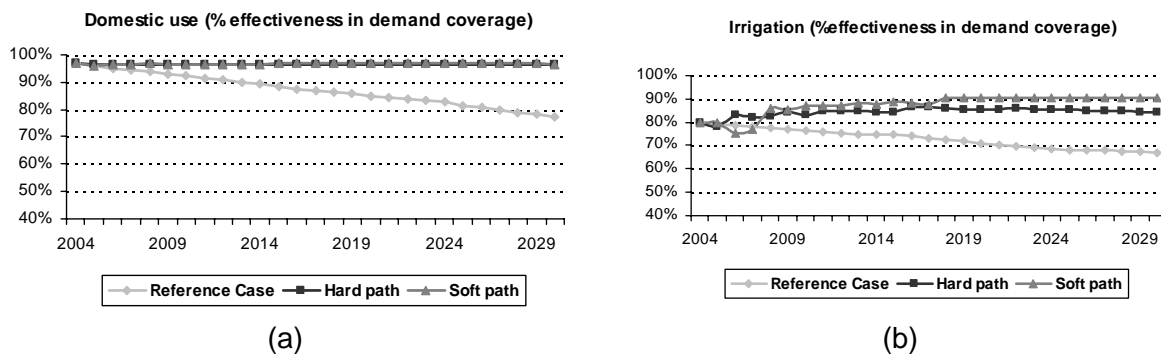 Domestic use (% effectiveness in demand coverage)
100%
90%
80%
70%
60%
50%
40%
2004 2009 2014 2019 2024 2029
Reference Case Hard path Soft path
(a)
Irrigation (%effectiveness in demand coverage)
100%
90%
80%
70%
60%
50%
40%
2004 2009 2014 2019 2024 2029
Reference Case Hard path Soft path
(b)